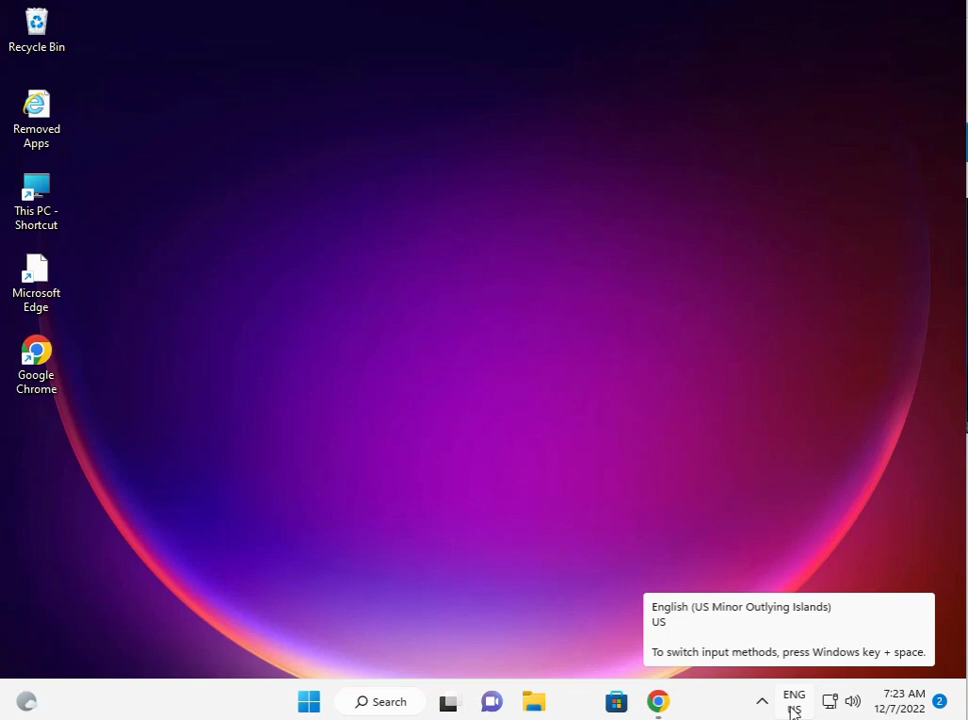 Recycle Bin
Removed
Apps
This PC -
Shortcut
Microsoft
Edge
Google
Chrome
English (US Minor Outlying Islands)
US
To switch input methods, press Windows key + space.
Search
ENG
US
7:23 AM
12/7/2022
2